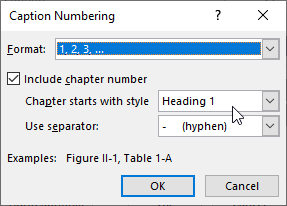 Caption Numbering ? ×
Format: 1, 2, 3, ...
Include chapter number
Chapter starts with style Heading 1
Use separator: - (hyphen)
Examples: Figure II-1, Table 1-A
OK Cancel